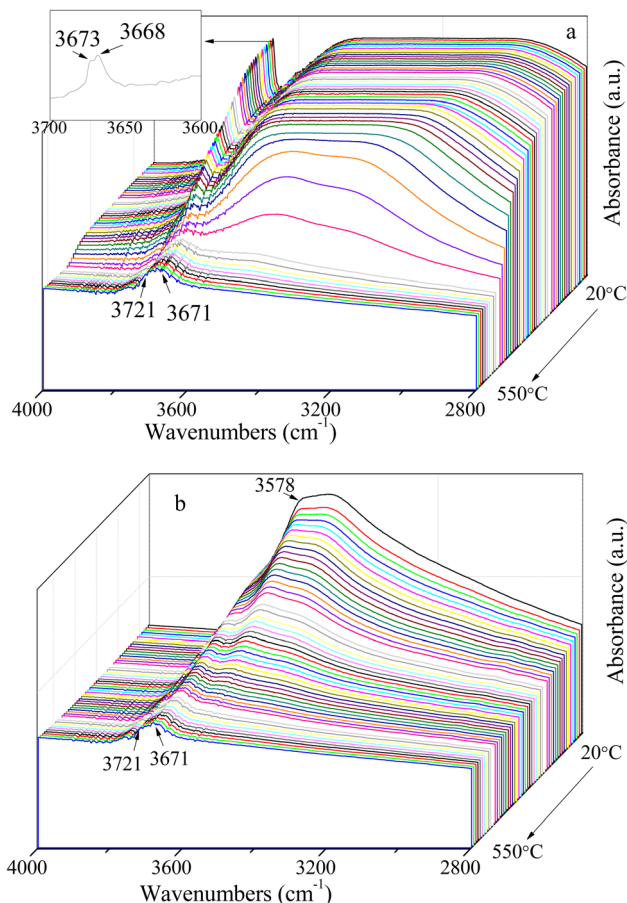 a
3673
3668
3700
3650
3600
Absorbance (a.u.)
3721
3671
20°C
550°C
4000
3600
3200
2800
Wavenumbers (cm⁻¹)
b
3578
Absorbance (a.u.)
3721
3671
20°C
550°C
4000
3600
3200
2800
Wavenumbers (cm⁻¹)